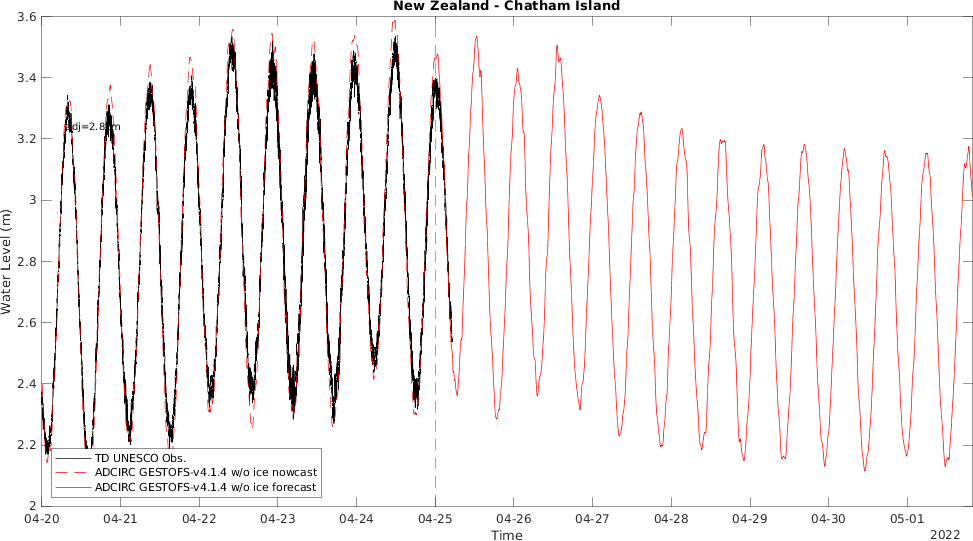 New Zealand - Chatham Island
3.6
3.4
3.2
3
2.8
2.6
2.4
2.2
2
Water Level (m)
TD UNESCO Obs.
ADCIRC GESTOFS-v4.1.4 w/o ice nowcast
ADCIRC GESTOFS-v4.1.4 w/o ice forecast
04-20 04-21 04-22 04-23 04-24 04-25 04-26 04-27 04-28 04-29 04-30 05-01
Time
2022